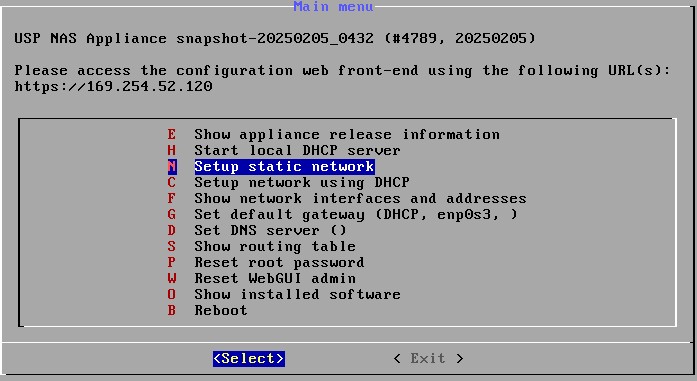 Main menu
USP NAS Appliance snapshot-20250205_0432 (#4789, 20250205)
Please access the configuration web front-end using the following URL(s):
https://169.254.52.120
E Show appliance release information
H Start local DHCP server
N Setup static network
C Setup network using DHCP
F Show network interfaces and addresses
G Set default gateway (DHCP, enp0s3, )
D Set DNS server ()
S Show routing table
P Reset root password
W Reset WebGUI admin
O Show installed software
B Reboot
<Select> < Exit >